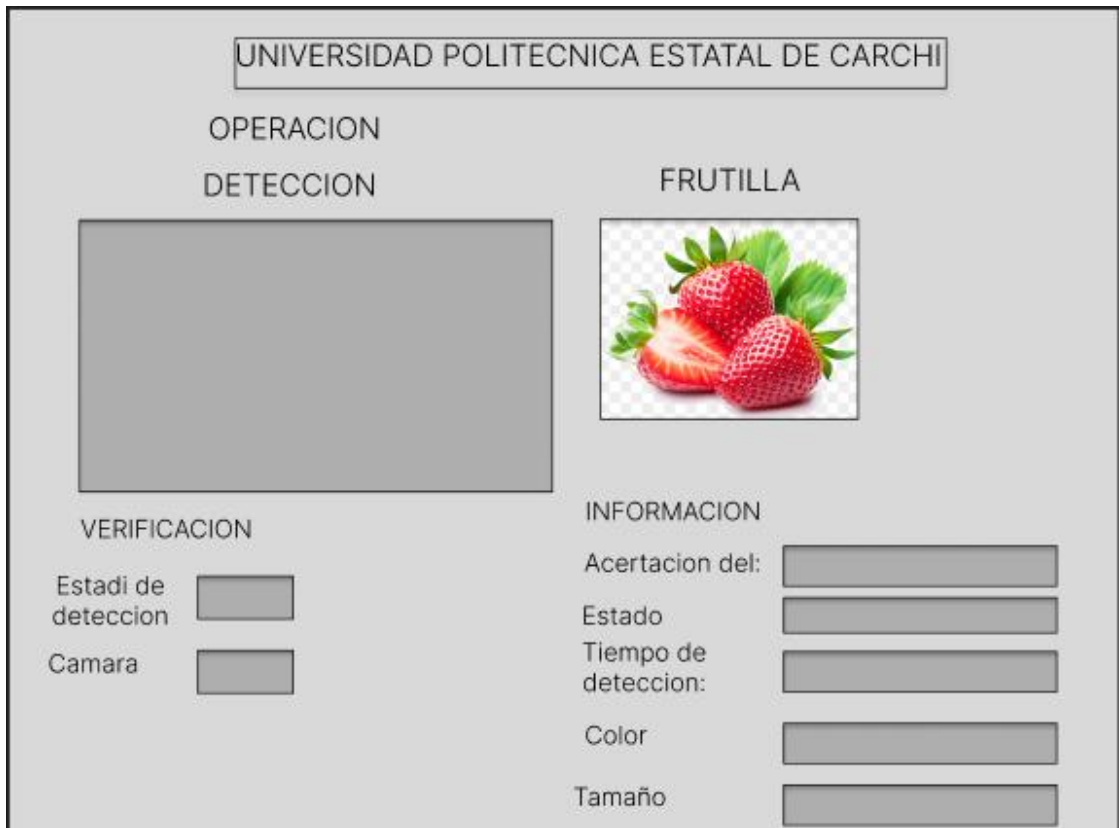 UNIVERSIDAD POLITECNICA ESTATAL DE CARCHI
OPERACION
DETECCION
FRUTILLA
VERIFICACION
Estadi de
deteccion
Camara
INFORMACION
Acertacion del:
Estado
Tiempo de
deteccion:
Color
Tamaño